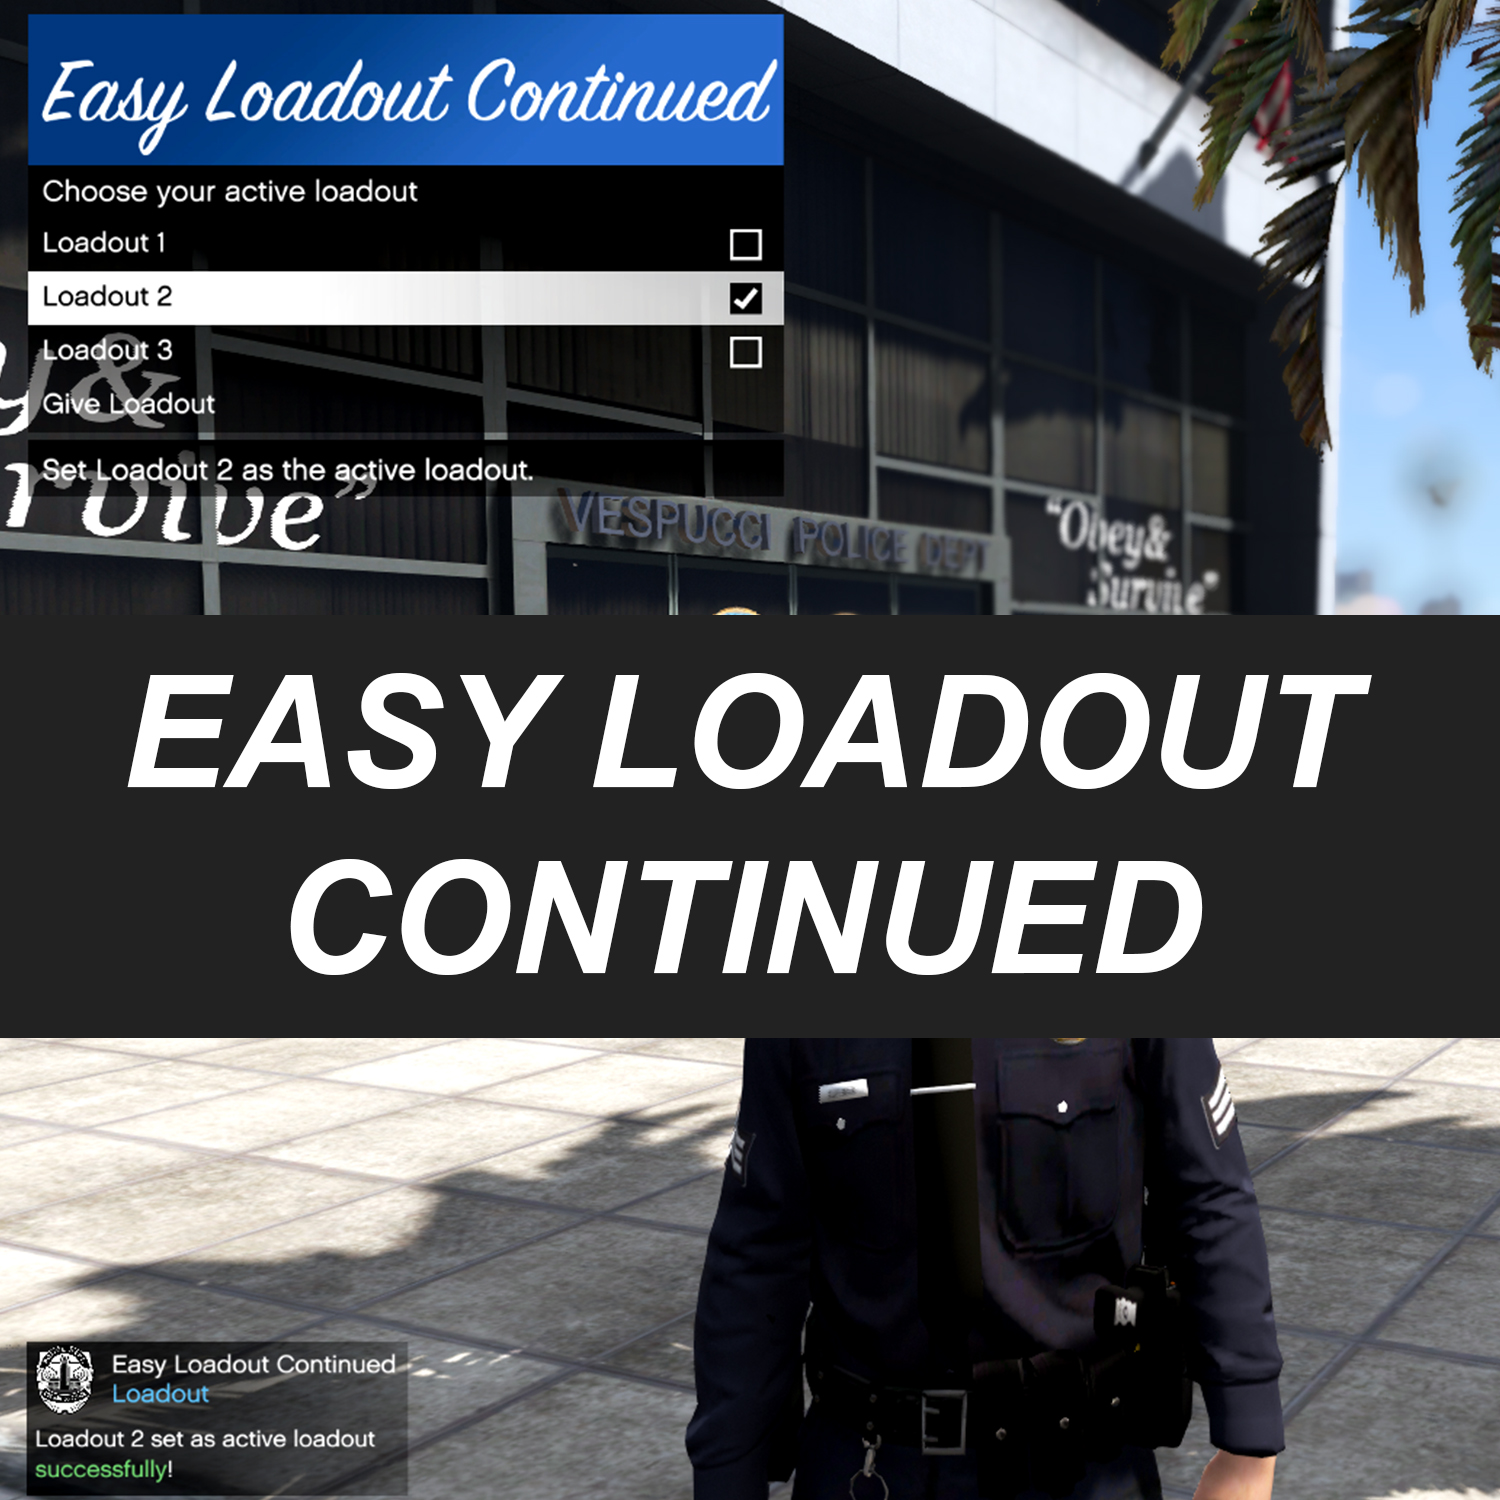 Easy Loadout Continued
Choose your active loadout
Loadout 1
Loadout 2
Loadout 3
Give Loadout
Set Loadout 2 as the active loadout.
y&
rvive”
VESPUCCI POLICE DEPT
“Obey&
Survive”
EASY LOADOUT
CONTINUED
Easy Loadout Continued
Loadout
Loadout 2 set as active loadout
successfully!